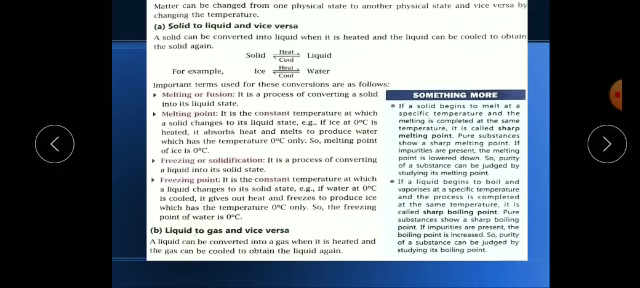 Matter can be changed from one physical state to another physical state and vice versa by
changing the temperature.
(a) Solid to liquid and vice versa
A solid can be converted into liquid when it is heated and the liquid can be cooled to obtain
the solid again.
Solid Heat Cool Liquid
For example, Ice Heat Cool Water
Important terms used for these conversions are as follows:
Melting or fusion: It is the process of converting a solid
into its liquid state.
Melting point: It is the constant temperature at which
a solid changes to its liquid state, e.g., if ice at 0°C is
heated, it absorbs heat and melts to produce water
which has the temperature 0°C only. So, melting point
of ice is 0°C.
Freezing or solidification: It is a process of converting
a liquid into its solid state.
Freezing point: It is the constant temperature at which
a liquid changes to its solid state, e.g., if water at 0°C
is cooled, it gives out heat and freezes to produce ice
which has the temperature 0°C only. So, the freezing
point of water is 0°C.
(b) Liquid to gas and vice versa
A liquid can be converted into a gas when it is heated and
the gas can be cooled to obtain the liquid again.
SOMETHING MORE
If a solid begins to melt at a
specific temperature and the
melting is completed at the same
temperature, it is called sharp
melting point. Pure substances
show a sharp melting point. If
impurities are present, the melting
point is lowered down. So, purity
of a substance can be judged by
studying its melting point.
If a liquid begins to boil and
vaporises at a specific temperature
and the process is completed
at the same temperature, it is
called sharp boiling point. Pure
substances show a sharp boiling
point. If impurities are present, the
boiling point is increased. So, purity
of a substance can be judged by
studying its boiling point.